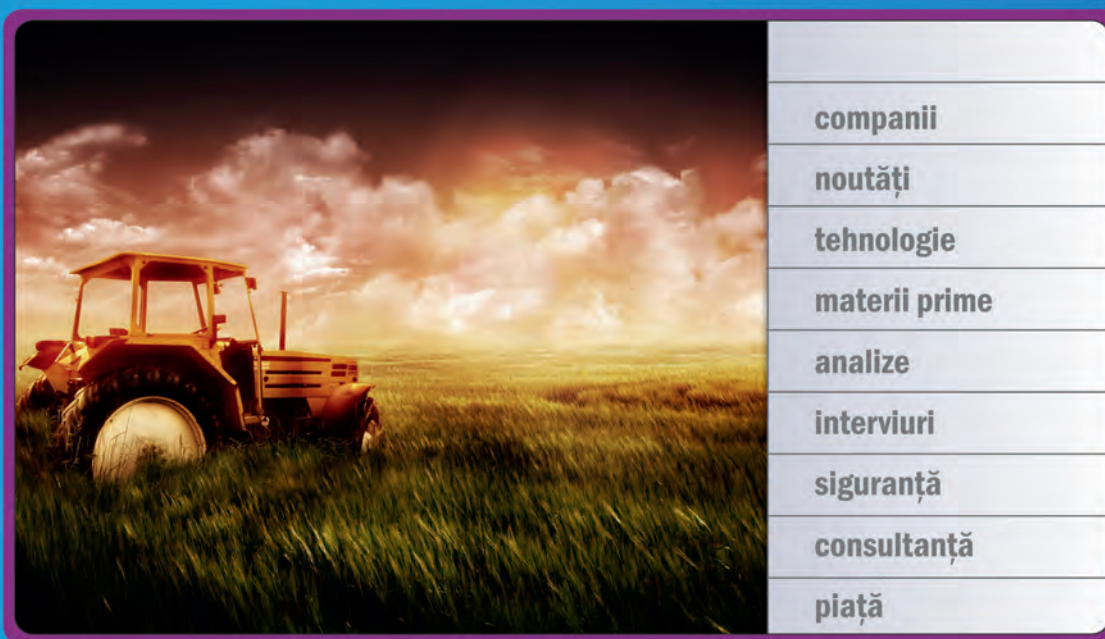 companii
noutăți
tehnologie
materii prime
analize
interviuri
siguranță
consultanță
piață